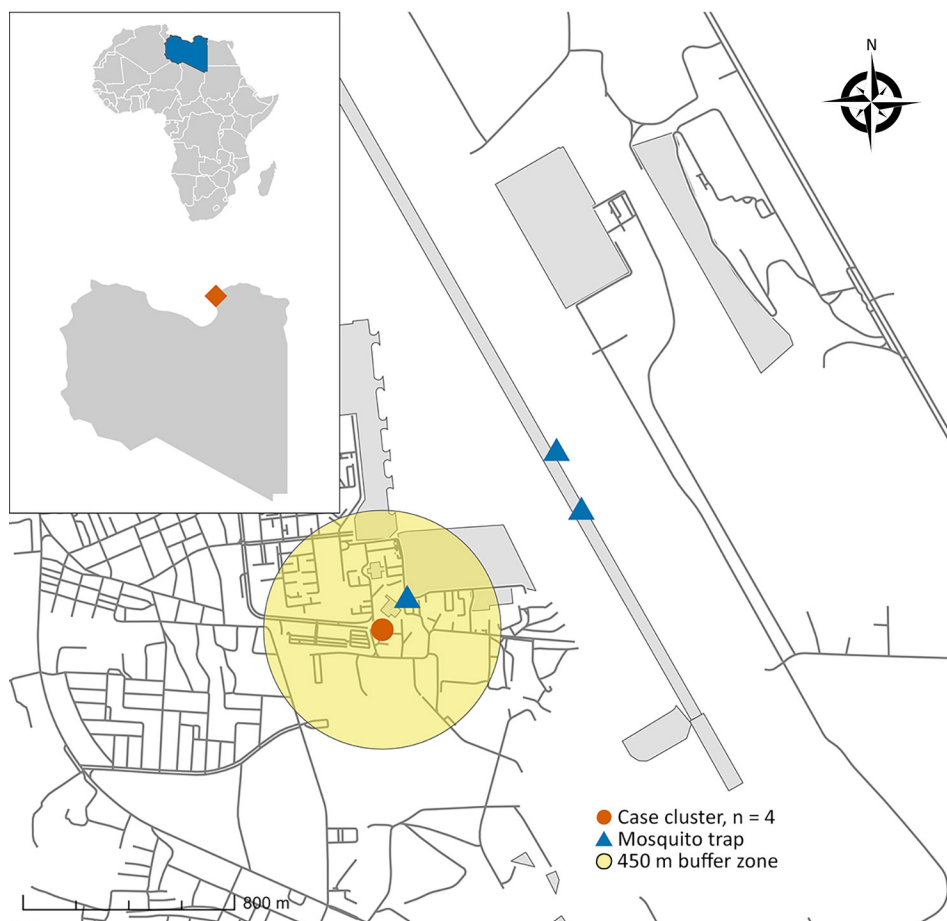 N
Case cluster, n = 4
Mosquito trap
450 m buffer zone
800 m